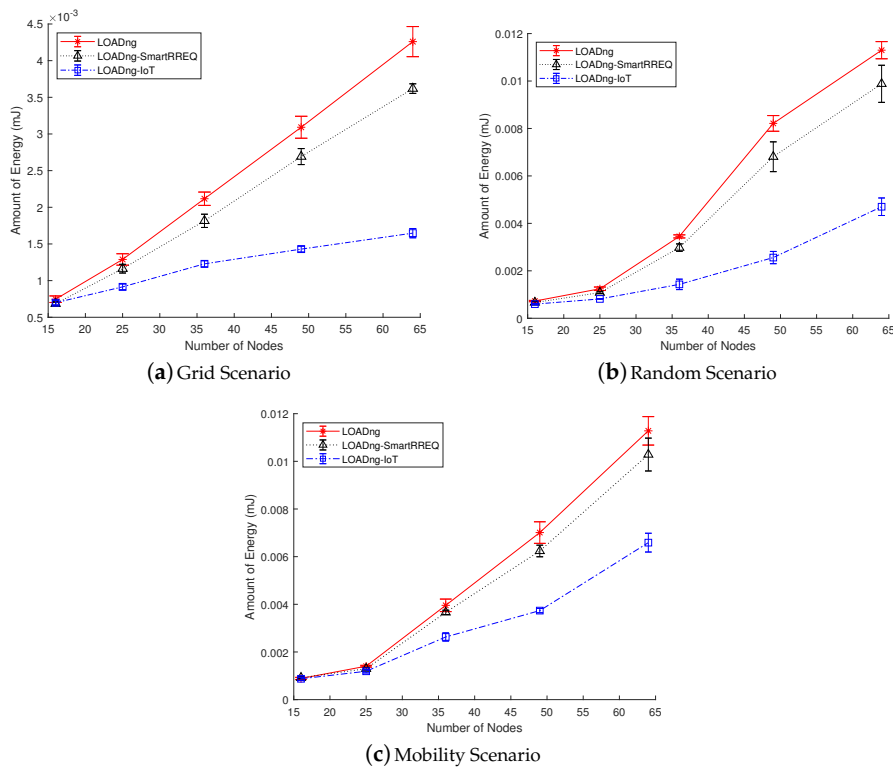 ×10⁻³
4.5
4
3.5
3
2.5
2
1.5
1
0.5
Amount of Energy (mJ)
LOADng
LOADng-SmartRREQ
LOADng-IoT
15 20 25 30 35 40 45 50 55 60 65
Number of Nodes
(a) Grid Scenario
0.012
0.01
0.008
0.006
0.004
0.002
0
Amount of Energy (mJ)
LOADng
LOADng-SmartRREQ
LOADng-IoT
15 20 25 30 35 40 45 50 55 60 65
Number of Nodes
(b) Random Scenario
0.012
0.01
0.008
0.006
0.004
0.002
0
Amount of Energy (mJ)
LOADng
LOADng-SmartRREQ
LOADng-IoT
15 20 25 30 35 40 45 50 55 60 65
Number of Nodes
(c) Mobility Scenario